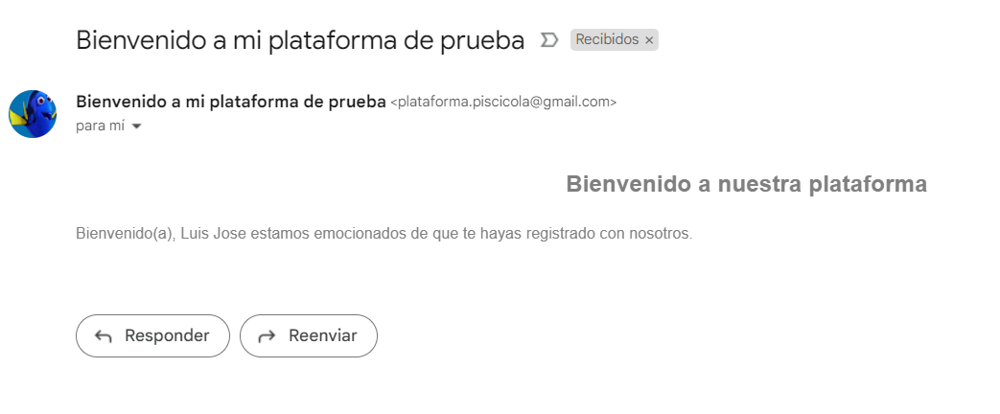 Bienvenido a mi plataforma de prueba Recibidos ×
Bienvenido a mi plataforma de prueba <plataforma.piscicola@gmail.com>
para mí
Bienvenido a nuestra plataforma
Bienvenido(a), Luis Jose estamos emocionados de que te hayas registrado con nosotros.
Responder Reenviar